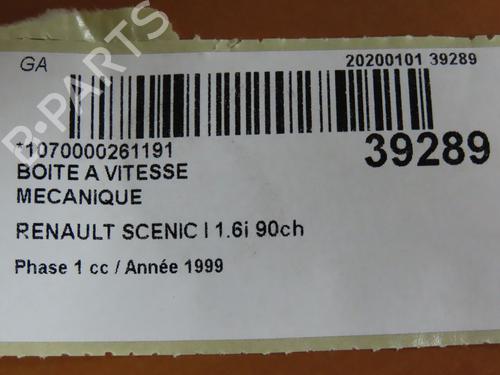 GA
20200101 39289
*1070000261191
39289
BOITE A VITESSE
MECANIQUE
RENAULT SCENIC I 1.6i 90ch
Phase 1 cc / Année 1999
B-PARTS